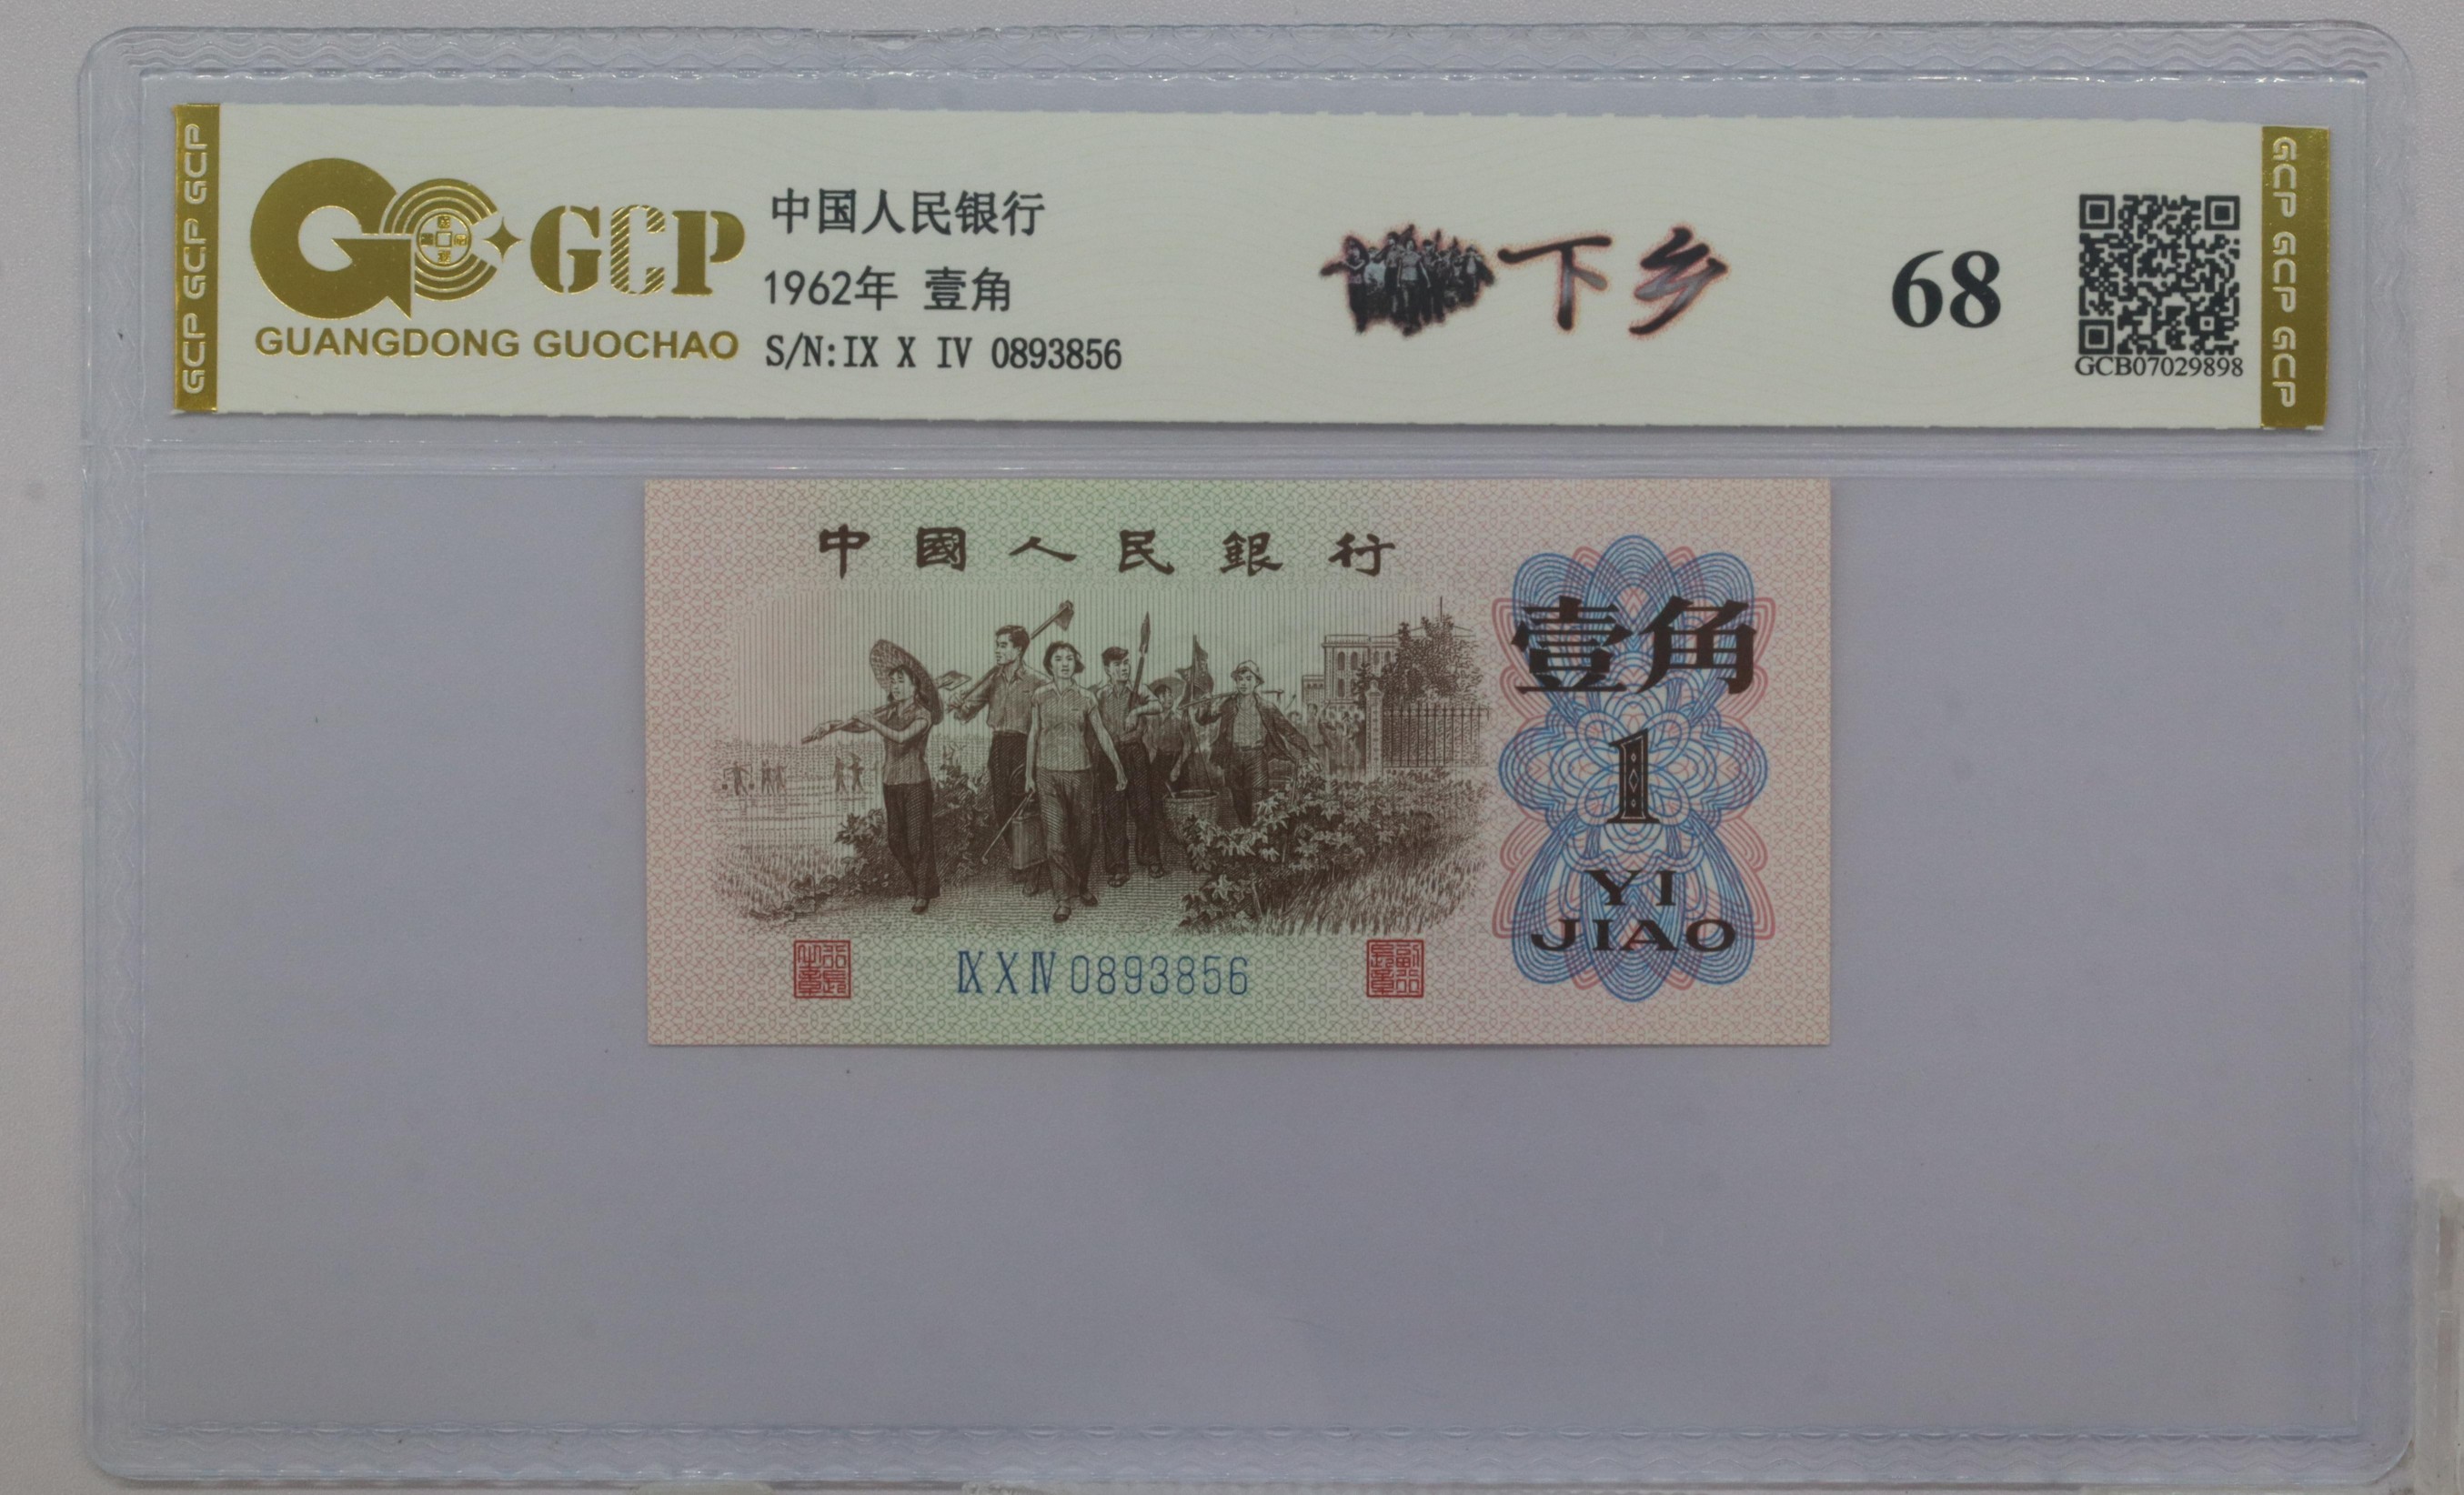 GCP GCP GCP
GCP
GUANGDONG GUOCHAO
中国人民银行
1962年 壹角
S/N:IX X IV 0893856
下乡
68
GCB07029898
GCP GCP GCP
中國人民銀行
壹角
1
YI
JIAO
ⅨⅩⅣ0893856